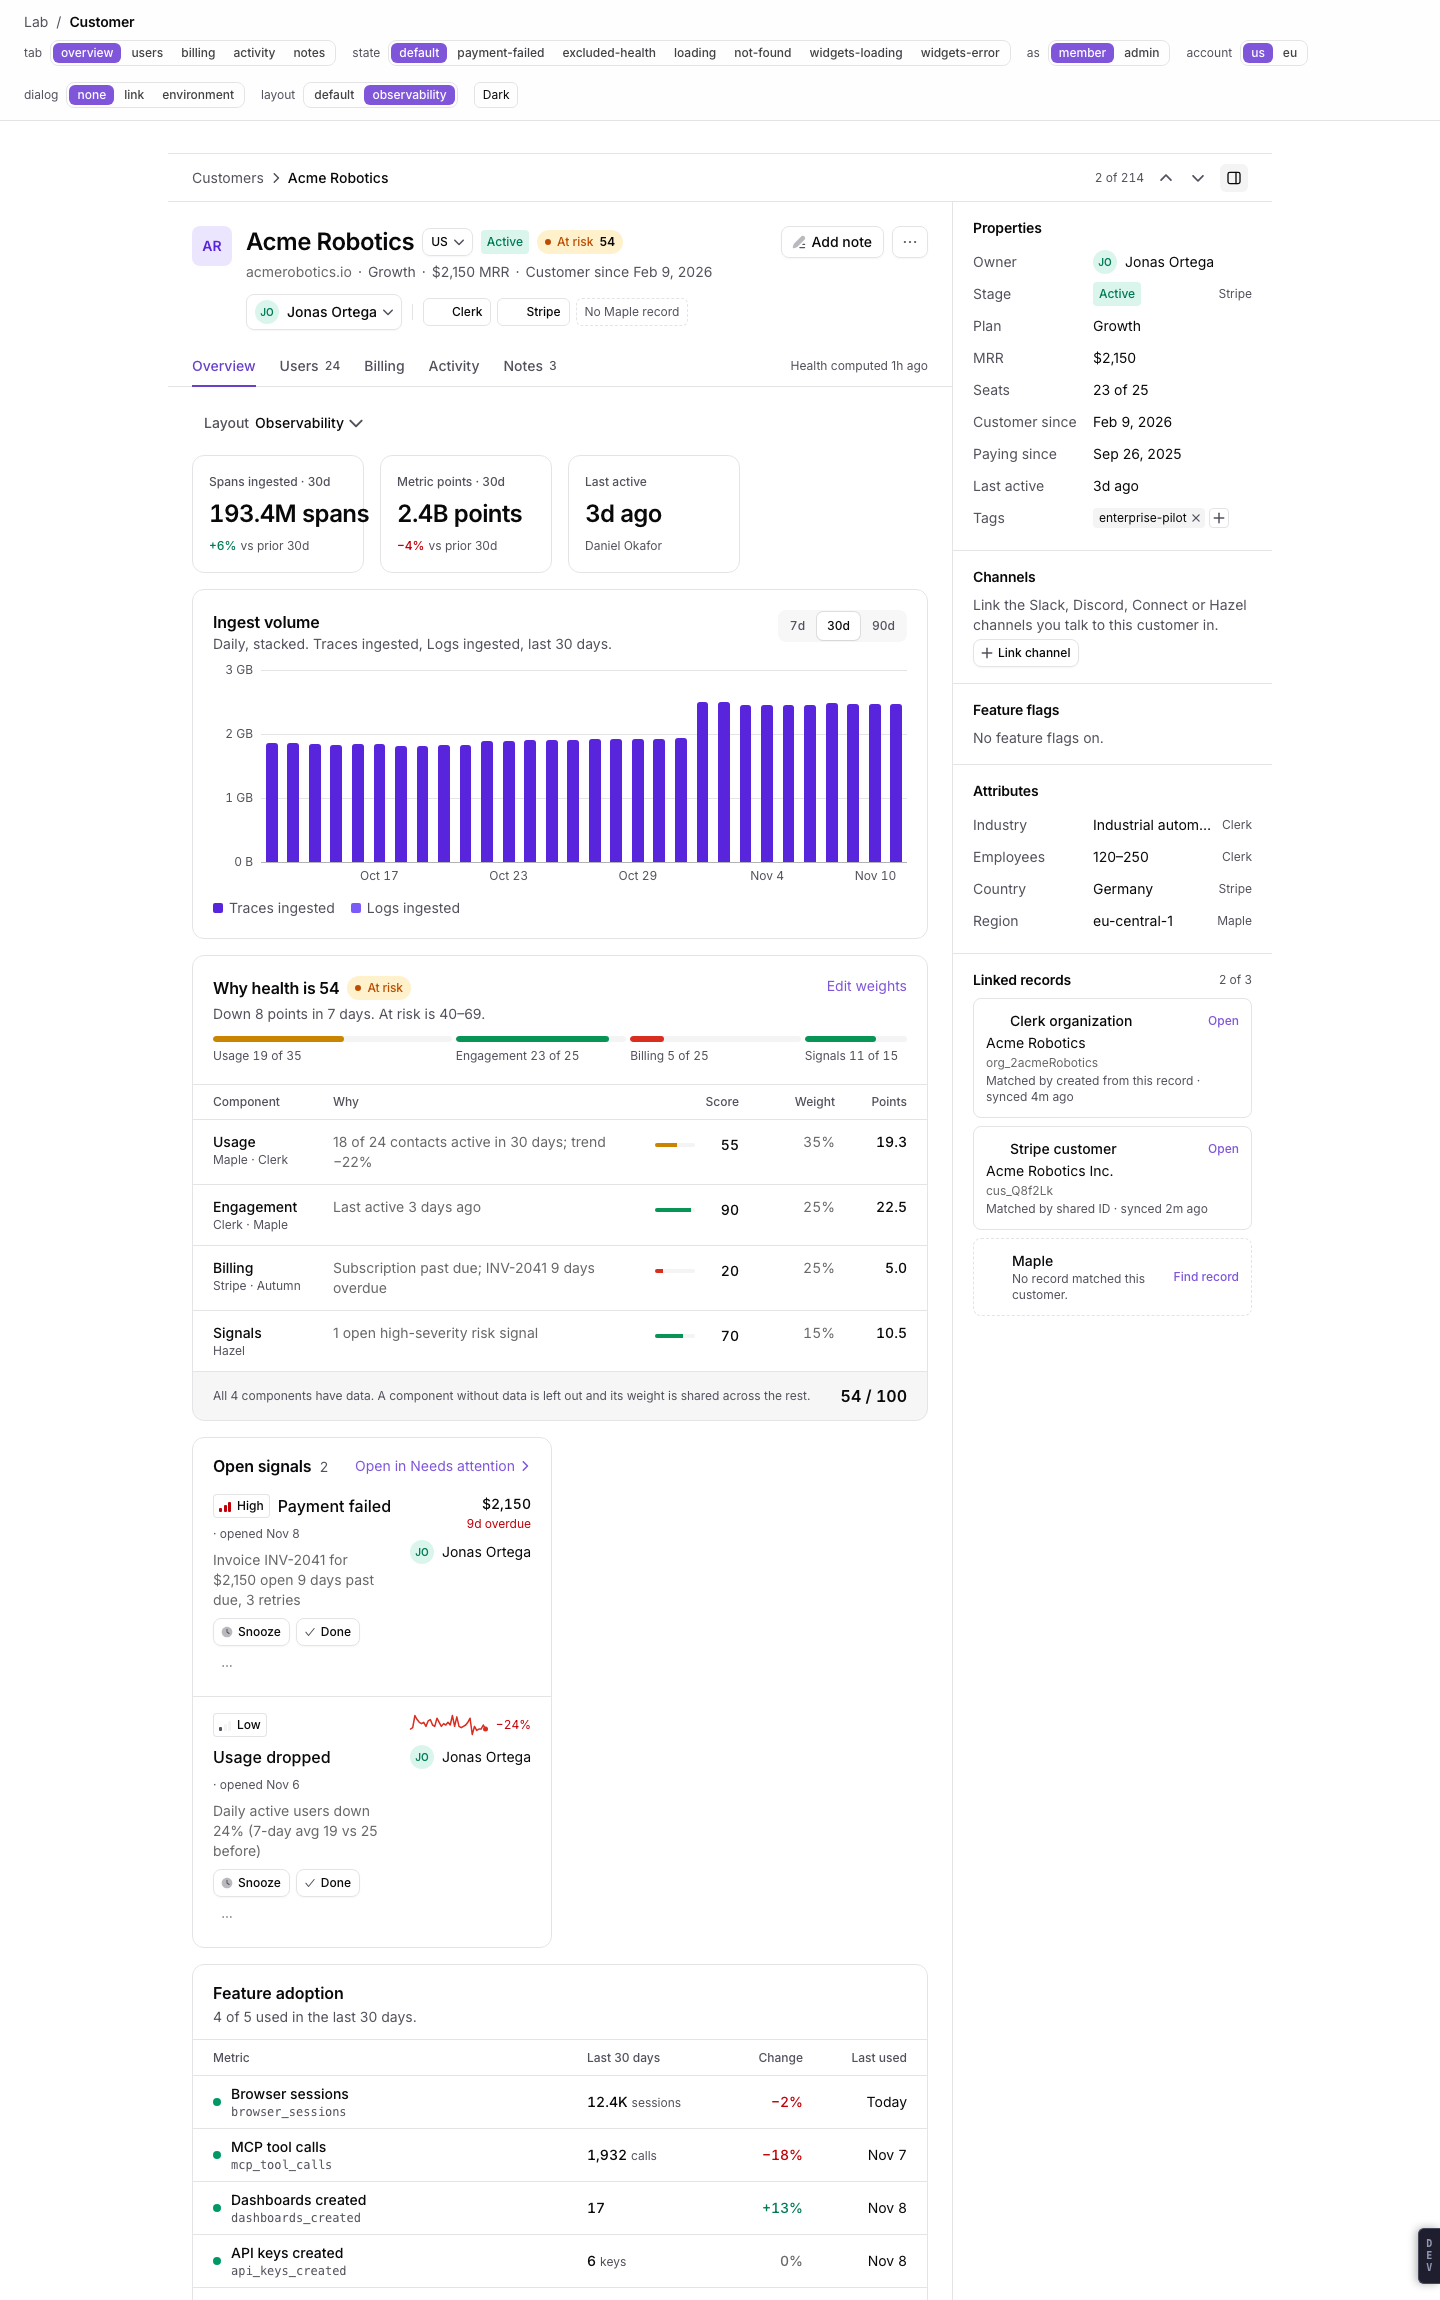 Lab / Customer
tab overview users billing activity notes state default payment-failed excluded-health loading not-found widgets-loading widgets-error as member admin account us eu
dialog none link environment layout default observability Dark
Customers > Acme Robotics
2 of 214
AR
Acme Robotics US Active At risk 54
Add note
...
acmerobotics.io · Growth · $2,150 MRR · Customer since Feb 9, 2026
JO Jonas Ortega Clerk Stripe No Maple record
Overview Users 24 Billing Activity Notes 3
Health computed 1h ago
Layout Observability
Spans ingested · 30d
193.4M spans
+6% vs prior 30d
Metric points · 30d
2.4B points
−4% vs prior 30d
Last active
3d ago
Daniel Okafor
Ingest volume
Daily, stacked. Traces ingested, Logs ingested, last 30 days.
7d 30d 90d
3 GB
2 GB
1 GB
0 B
Oct 17 Oct 23 Oct 29 Nov 4 Nov 10
Traces ingested Logs ingested
Why health is 54 At risk
Edit weights
Down 8 points in 7 days. At risk is 40–69.
Usage 19 of 35 Engagement 23 of 25 Billing 5 of 25 Signals 11 of 15
Component Why Score Weight Points
Usage
Maple · Clerk
18 of 24 contacts active in 30 days; trend
−22%
55 35% 19.3
Engagement
Clerk · Maple
Last active 3 days ago
90 25% 22.5
Billing
Stripe · Autumn
Subscription past due; INV-2041 9 days
overdue
20 25% 5.0
Signals
Hazel
1 open high-severity risk signal
70 15% 10.5
All 4 components have data. A component without data is left out and its weight is shared across the rest.
54 / 100
Open signals 2
Open in Needs attention >
High Payment failed
· opened Nov 8
Invoice INV-2041 for
$2,150 open 9 days past
due, 3 retries
$2,150
9d overdue
JO Jonas Ortega
Snooze Done
...
Low
Usage dropped
· opened Nov 6
Daily active users down
24% (7-day avg 19 vs 25
before)
−24%
JO Jonas Ortega
Snooze Done
...
Feature adoption
4 of 5 used in the last 30 days.
Metric Last 30 days Change Last used
Browser sessions
browser_sessions
12.4K sessions −2% Today
MCP tool calls
mcp_tool_calls
1,932 calls −18% Nov 7
Dashboards created
dashboards_created
17 +13% Nov 8
API keys created
api_keys_created
6 keys 0% Nov 8
Properties
Owner JO Jonas Ortega
Stage Active Stripe
Plan Growth
MRR $2,150
Seats 23 of 25
Customer since Feb 9, 2026
Paying since Sep 26, 2025
Last active 3d ago
Tags enterprise-pilot × +
Channels
Link the Slack, Discord, Connect or Hazel
channels you talk to this customer in.
+ Link channel
Feature flags
No feature flags on.
Attributes
Industry Industrial autom... Clerk
Employees 120–250 Clerk
Country Germany Stripe
Region eu-central-1 Maple
Linked records 2 of 3
Clerk organization Open
Acme Robotics
org_2acmeRobotics
Matched by created from this record ·
synced 4m ago
Stripe customer Open
Acme Robotics Inc.
cus_Q8f2Lk
Matched by shared ID · synced 2m ago
Maple
No record matched this
customer.
Find record
DEV